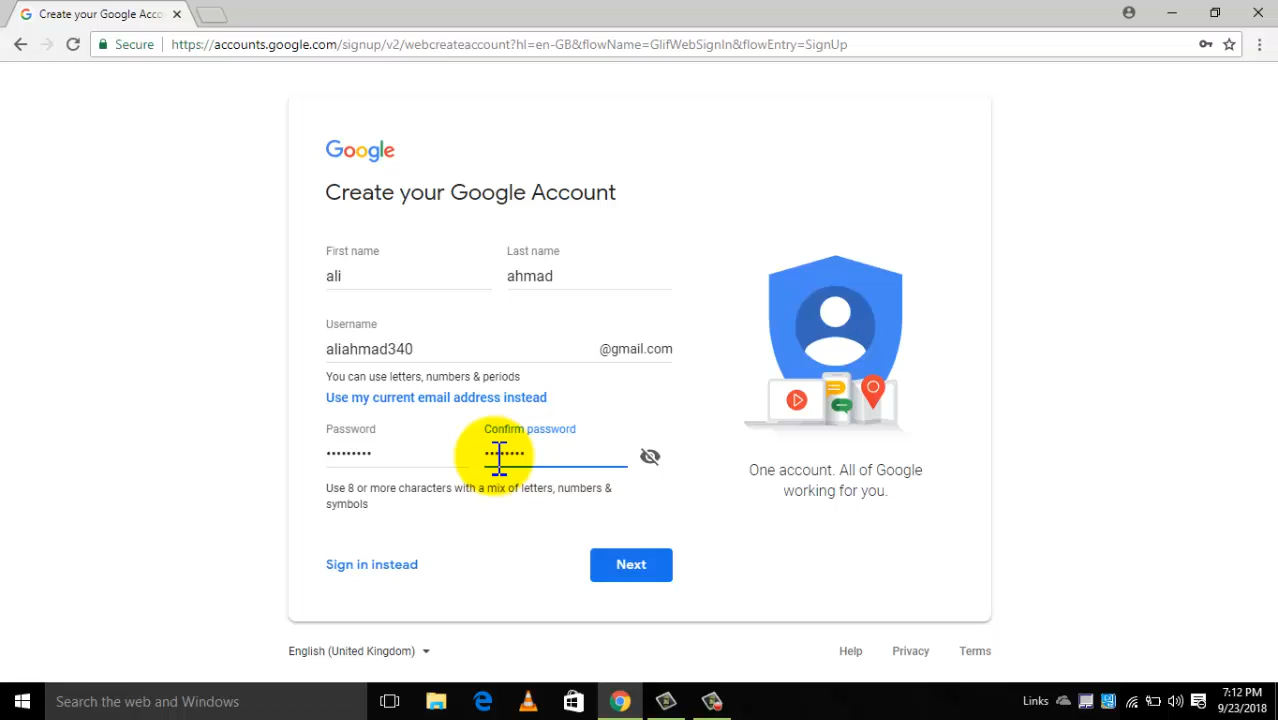 Create your Google Acco
Secure
https://accounts.google.com/signup/v2/webcreateaccount?hl=en-GB&flowName=GlifWebSignIn&flowEntry=SignUp
Google
Create your Google Account
First name
Last name
ali
ahmad
Username
aliahmad340
@gmail.com
You can use letters, numbers & periods
Use my current email address instead
Password
Confirm password
•••••••••
Use 8 or more characters with a mix of letters, numbers &
symbols
Sign in instead
Next
One account. All of Google
working for you.
English (United Kingdom)
Help
Privacy
Terms
Search the web and Windows
Links
7:12 PM
9/23/2018